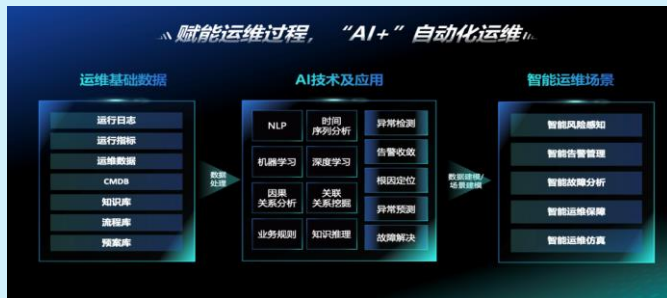 赋能运维过程，“AI+”自动化运维
运维基础数据
AI技术及应用
智能运维场景
运行日志
运行指标
运维数据
CMDB
知识库
流程库
预案库
数据
处理
NLP
时间
序列分析
机器学习
深度学习
因果
关系分析
关联
关系挖掘
业务规则
知识推理
异常检测
告警收敛
根因定位
异常预测
故障解决
数据建模/
场景建模
智能风险感知
智能告警管理
智能故障分析
智能运维保障
智能运维仿真